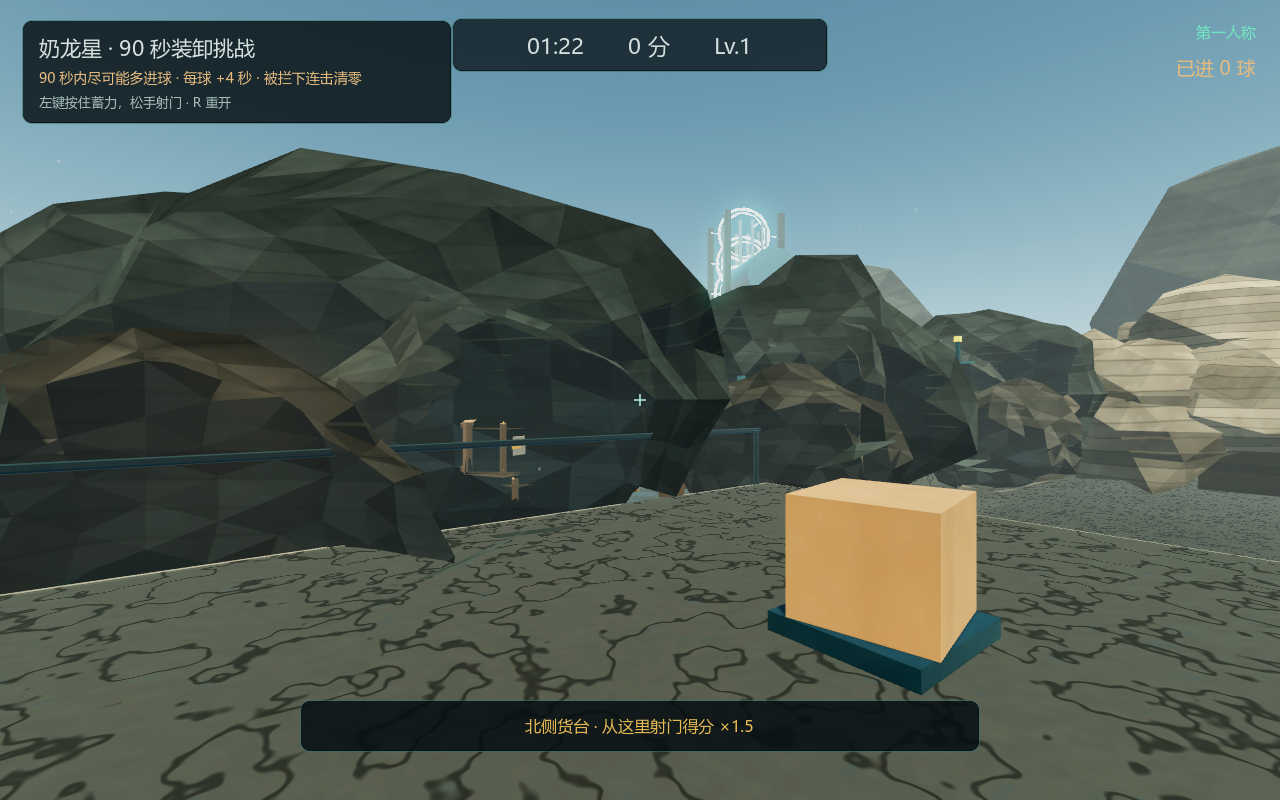 奶龙星 · 90 秒装卸挑战
90 秒内尽可能多进球 · 每球 +4 秒 · 被拦下连击清零
左键按住蓄力，松手射门 · R 重开
01:22 0 分 Lv.1
第一人称
已进 0 球
北侧货台 · 从这里射门得分 ×1.5